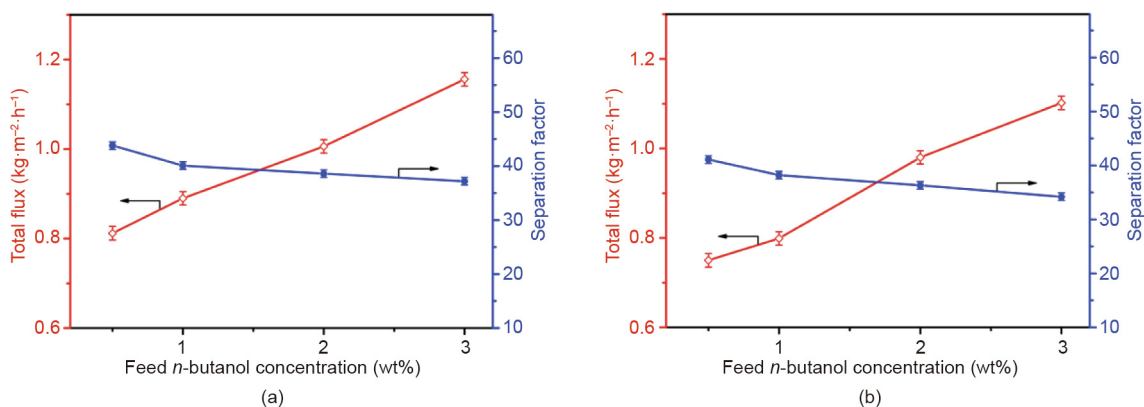 1.2
1.0
0.8
0.6
Total flux (kg·m⁻²·h⁻¹)
60
50
40
30
20
10
Separation factor
1 2 3
Feed n-butanol concentration (wt%)
(a)
1.2
1.0
0.8
0.6
Total flux (kg·m⁻²·h⁻¹)
60
50
40
30
20
10
Separation factor
1 2 3
Feed n-butanol concentration (wt%)
(b)